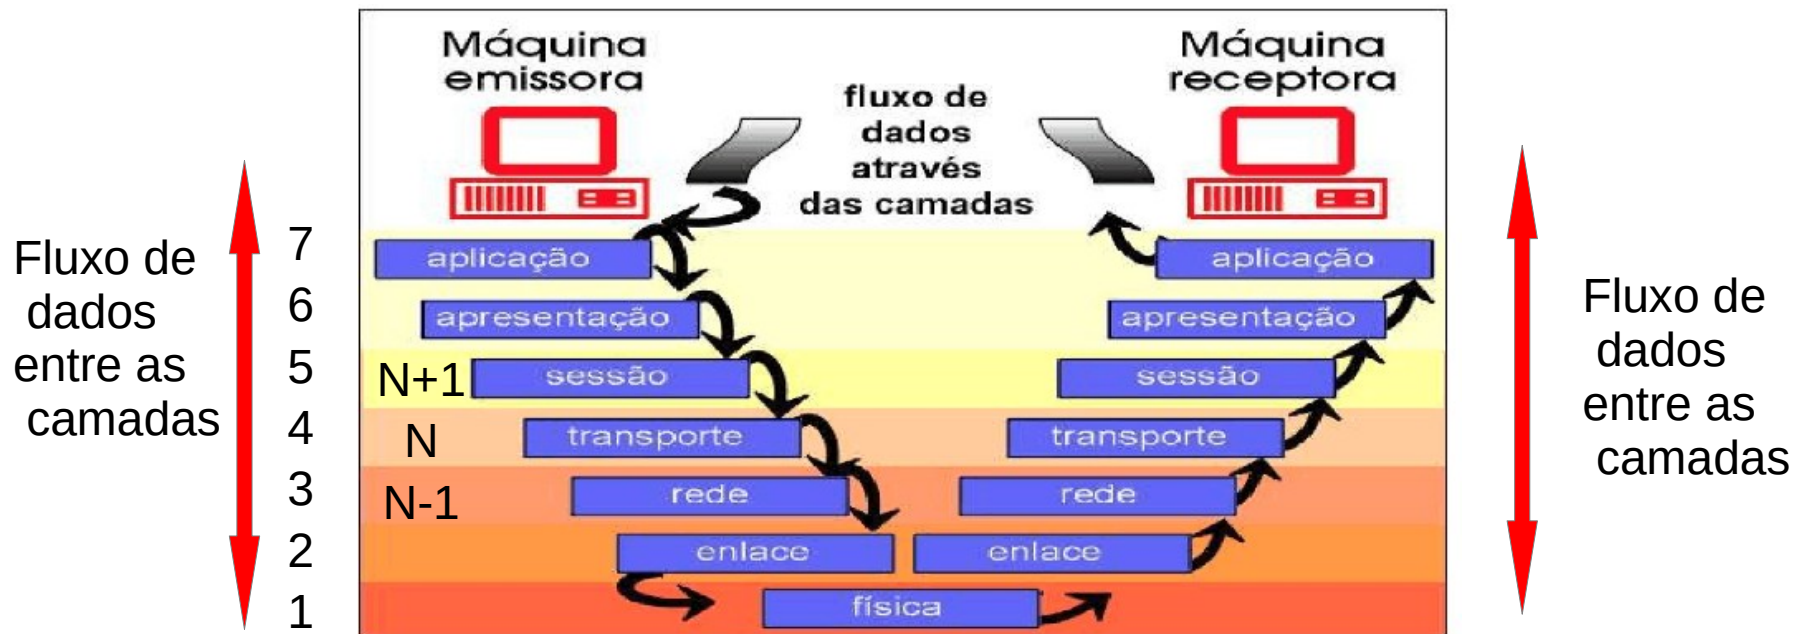 Máquina
emissora
Máquina
receptora
fluxo de
dados
através
das camadas
Fluxo de
dados
entre as
camadas
7
6
5
4
3
2
1
N+1
N
N-1
aplicação
apresentação
sessão
transporte
rede
enlace
física
aplicação
apresentação
sessão
transporte
rede
enlace
Fluxo de
dados
entre as
camadas